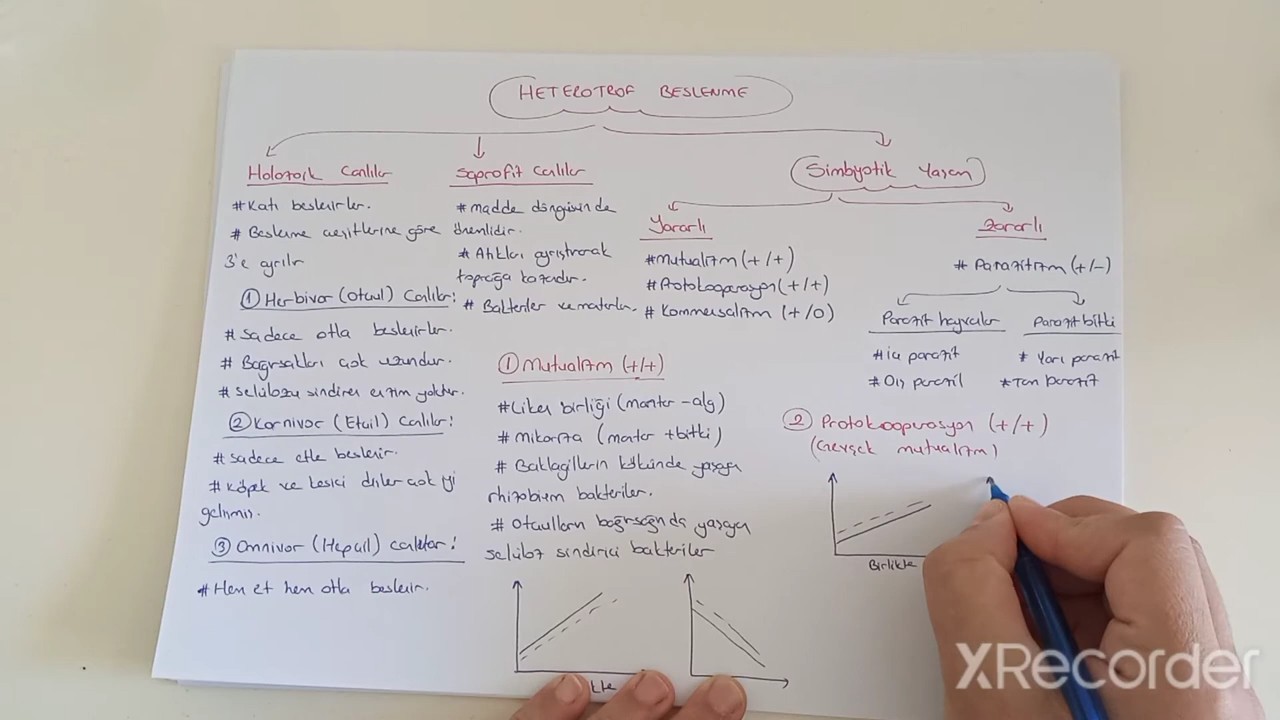 HETEROTROF BESLENME
Holozoik Canlılar
# Katı beslenirler.
# Beslenme çeşitlerine göre
3'e ayrılır
① Herbivor (Otçul) Canlılar:
# Sadece otla beslenirler.
# Bağırsakları çok uzundur.
# Selülozu sindiren enzim yoktur.
② Karnivor (Etçil) Canlılar:
# Sadece etle beslenir.
# Köpek ve kesici dişler çok iyi
gelişmiş.
③ Omnivor (Hepçil) Canlılar:
# Hem et hem otla beslenir.
Saprofit Canlılar
# madde döngüsünde
önemlidir.
# Atıkları ayrıştırarak
toprağa kazandır.
# Bakteriler ve mantarlar.
Simbiyotik Yaşam
Yararlı
# Mutualizm (+/+)
# Protokooperasyon (+/+)
# Kommensalizm (+/0)
Zararlı
# Parazitizm (+/-)
Parazit hayvanlar
# iç parazit
# Dış parazit
Parazit bitki
* Yarı parazit
* Tam parazit
① Mutualizm (+/+)
# Liken birliği (mantar - alg)
# mikoriza (mantar + bitki)
# Baklagillerin kökünde yaşayan
rhizobium bakteriler.
# Otçulların bağırsağında yaşayan
selüloz sindirici bakteriler
② Protokooperasyon (+/+)
(Gevşek mutualizm)
Birlikte
XRecorder